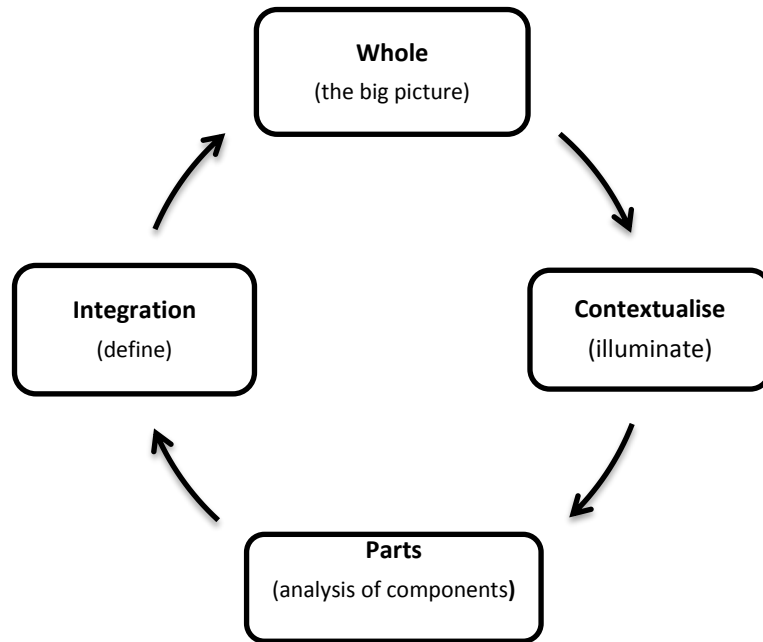 Whole
(the big picture)
Integration
(define)
Contextualise
(illuminate)
Parts
(analysis of components)